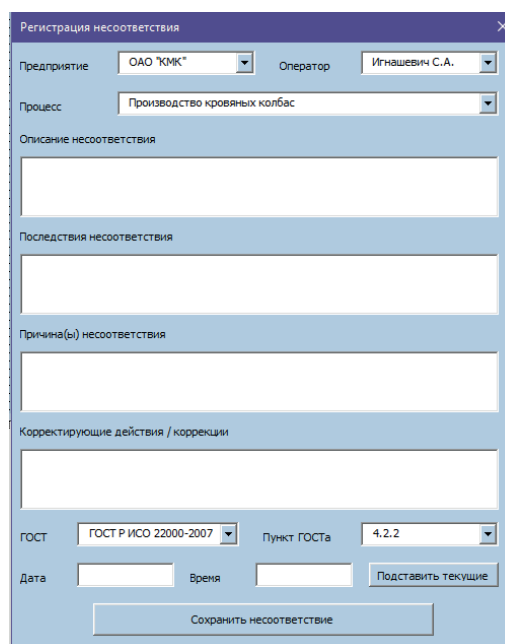 Регистрация несоответствия
Предприятие ОАО "КМК" Оператор Игнашевич С.А.
Процесс Производство кровяных колбас
Описание несоответствия
Последствия несоответствия
Причина(ы) несоответствия
Корректирующие действия / коррекции
ГОСТ ГОСТ Р ИСО 22000-2007 Пункт ГОСТа 4.2.2
Дата Время Подставить текущие
Сохранить несоответствие